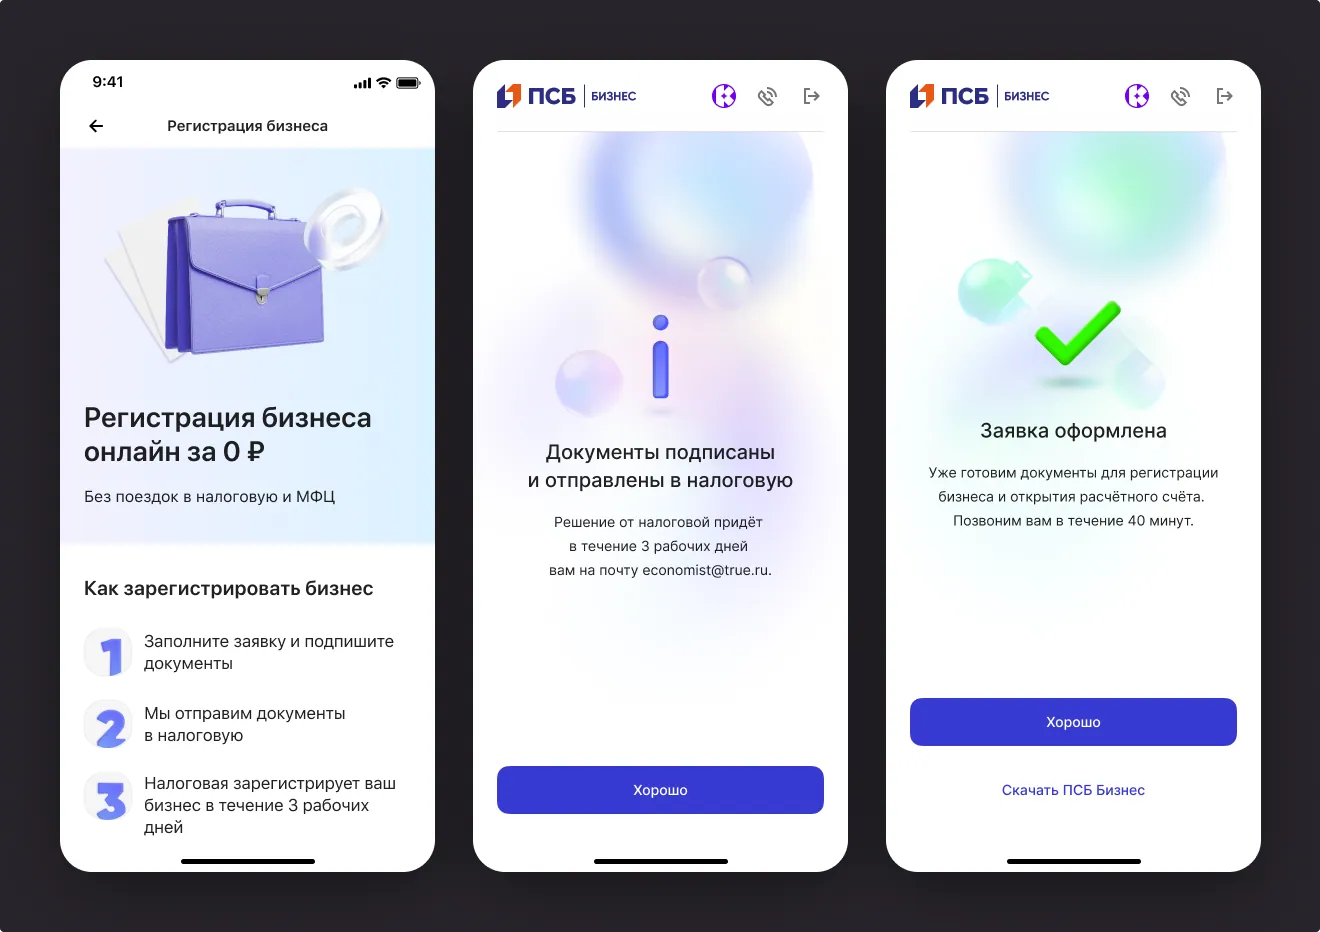 9:41
Регистрация бизнеса
Регистрация бизнеса
онлайн за 0 ₽
Без поездок в налоговую и МФЦ
Как зарегистрировать бизнес
1
Заполните заявку и подпишите
документы
2
Мы отправим документы
в налоговую
3
Налоговая зарегистрирует ваш
бизнес в течение 3 рабочих
дней
ПСБ БИЗНЕС
Документы подписаны
и отправлены в налоговую
Решение от налоговой придёт
в течение 3 рабочих дней
вам на почту economist@true.ru.
Хорошо
ПСБ БИЗНЕС
Заявка оформлена
Уже готовим документы для регистрации
бизнеса и открытия расчётного счёта.
Позвоним вам в течение 40 минут.
Хорошо
Скачать ПСБ Бизнес